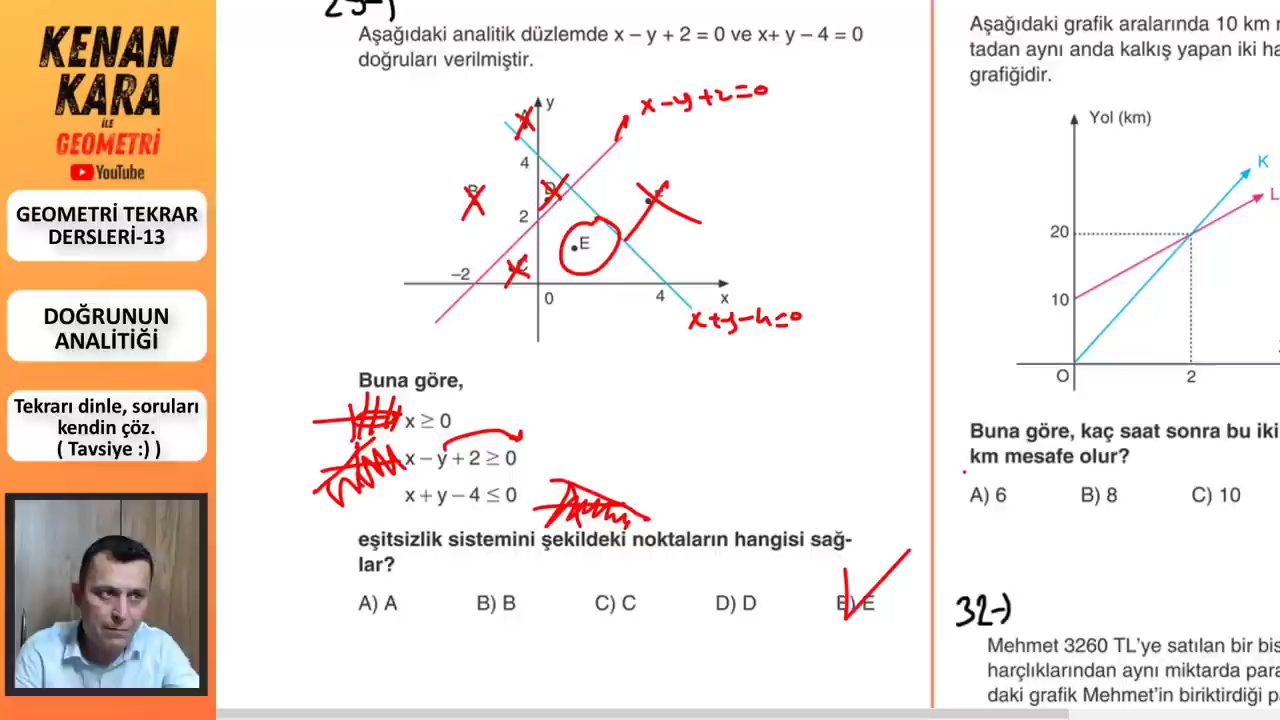 KENAN
KARA
İLE
GEOMETRİ
YouTube
GEOMETRİ TEKRAR
DERSLERİ-13
DOĞRUNUN
ANALİTİĞİ
Tekrarı dinle, soruları
kendin çöz.
( Tavsiye :) )
Aşağıdaki analitik düzlemde x – y + 2 = 0 ve x+ y – 4 = 0
doğruları verilmiştir.
x-y+2=0
y
4
D
2
E
–2
0
4
x
x+y-4=0
Buna göre,
x ≥ 0
x – y + 2 ≥ 0
x + y – 4 ≤ 0
eşitsizlik sistemini şekildeki noktaların hangisi sağ-
lar?
A) A B) B C) C D) D E) E
Aşağıdaki grafik aralarında 10 km
tadan aynı anda kalkış yapan iki
grafiğidir.
Yol (km)
K
L
20
10
O
2
Buna göre, kaç saat sonra bu iki
km mesafe olur?
A) 6 B) 8 C) 10
32-)
Mehmet 3260 TL'ye satılan bir
harçlıklarından aynı miktarda
daki grafik Mehmet'in biriktirdiği